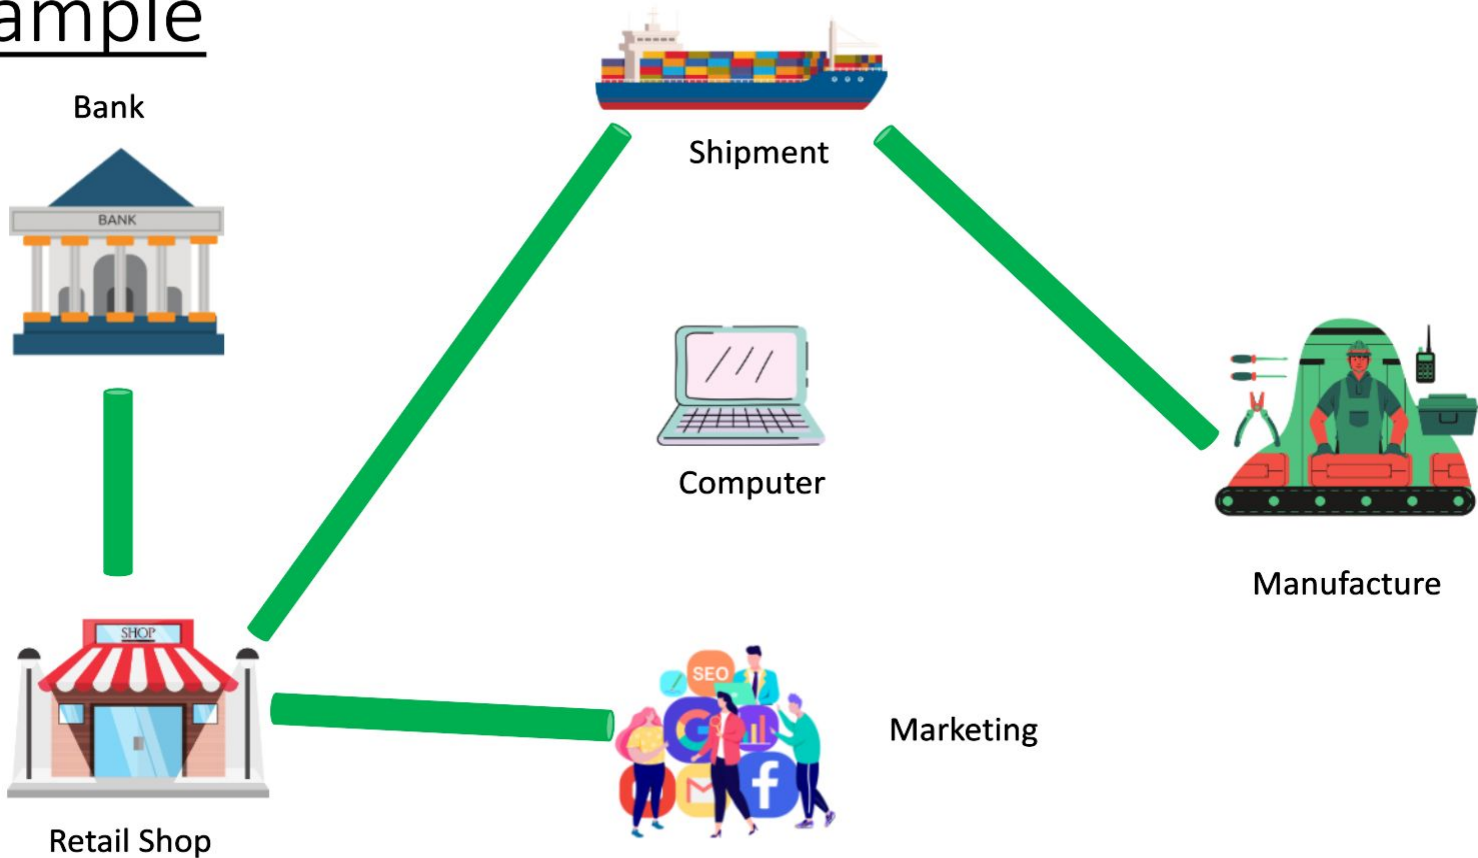 ample
Bank
BANK
Shipment
Computer
Manufacture
SHOP
SEO
Marketing
Retail Shop